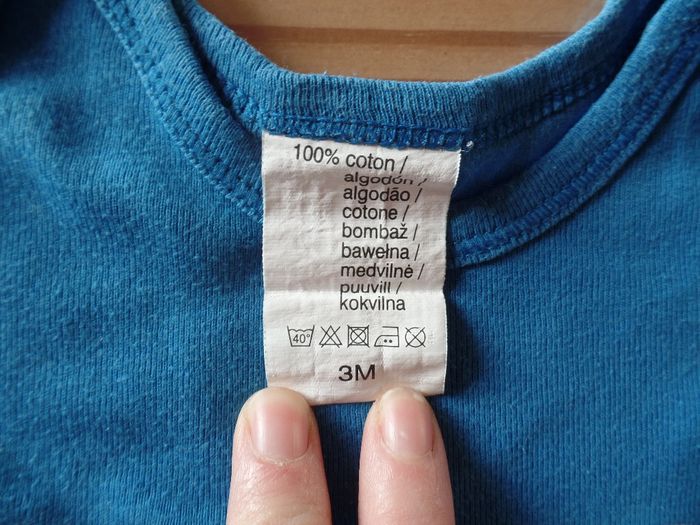 100% coton /
algodón /
algodão /
cotone /
bombaž /
bawełna /
medvilnė /
puuvill /
kokvilna
40°
3M